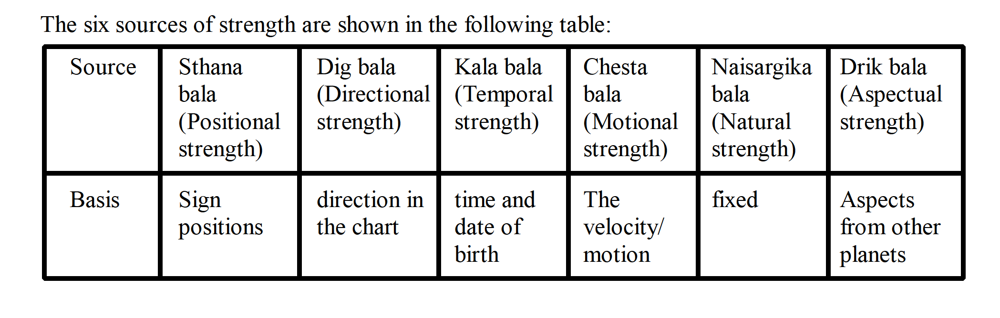 The six sources of strength are shown in the following table:
Source
Sthana
bala
(Positional
strength)
Dig bala
(Directional
strength)
Kala bala
(Temporal
strength)
Chesta
bala
(Motional
strength)
Naisargika
bala
(Natural
strength)
Drik bala
(Aspectual
strength)
Basis
Sign
positions
direction in
the chart
time and
date of
birth
The
velocity/
motion
fixed
Aspects
from other
planets